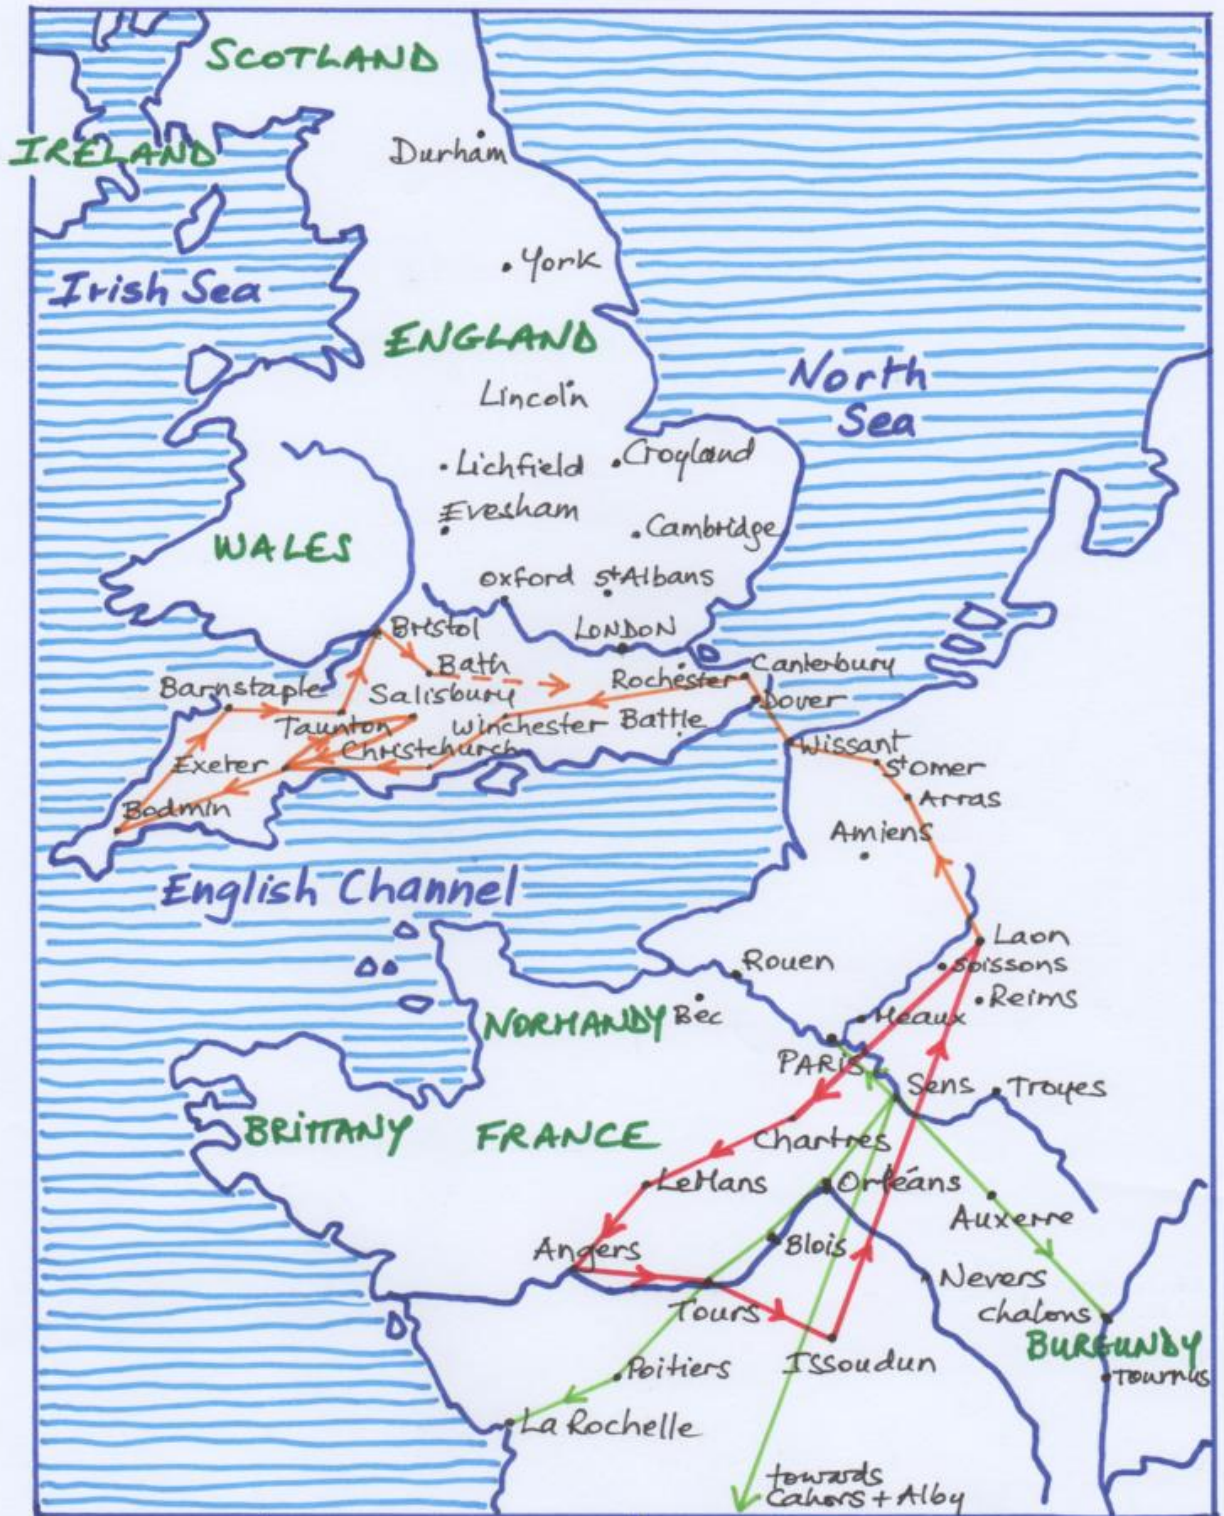 SCOTLAND
IRELAND
Durham
York
Irish Sea
ENGLAND
North
Sea
Lincoln
Croyland
Lichfield
Evesham
Cambridge
WALES
Oxford
St Albans
Bristol
LONDON
Bath
Canterbury
Rochester
Barnstaple
Salisbury
Dover
Taunton
Winchester
Battle
Christchurch
Wissant
Exeter
St Omer
Arras
Bodmin
Amiens
English Channel
Laon
Rouen
Soissons
Reims
NORMANDY
Bec
Meaux
PARIS
Sens
Troyes
BRITTANY
FRANCE
Chartres
LeMans
Orléans
Auxerre
Angers
Blois
Nevers
Tours
Chalons
BURGUNDY
Issoudun
Poitiers
Tournus
La Rochelle
towards
Cahors + Alby